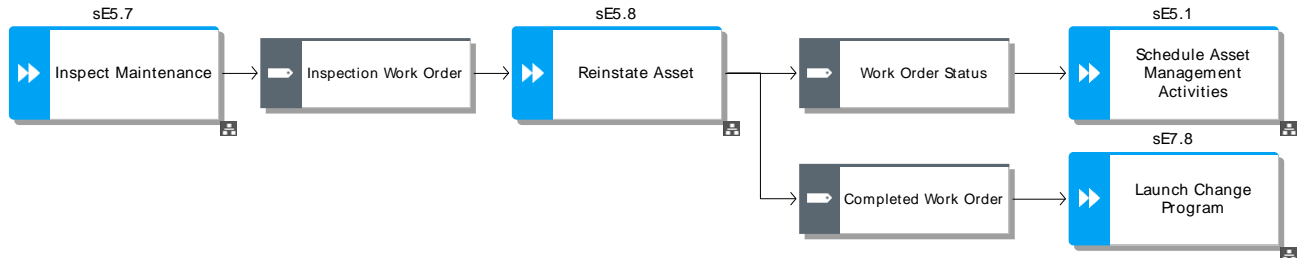 sE5.7
sE5.8
sE5.1
Inspect Maintenance
Inspection Work Order
Reinstate Asset
Work Order Status
Schedule Asset
Management
Activities
sE7.8
Completed Work Order
Launch Change
Program